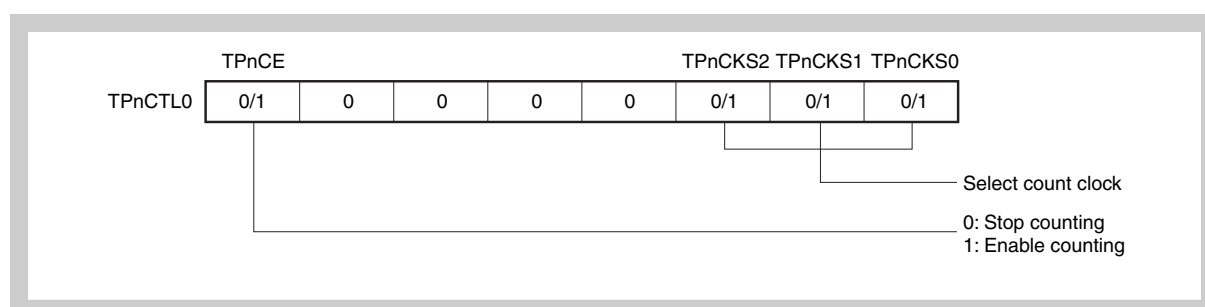 TPnCE TPnCKS2 TPnCKS1 TPnCKS0
TPnCTL0 0/1 0 0 0 0 0/1 0/1 0/1
Select count clock
0: Stop counting
1: Enable counting